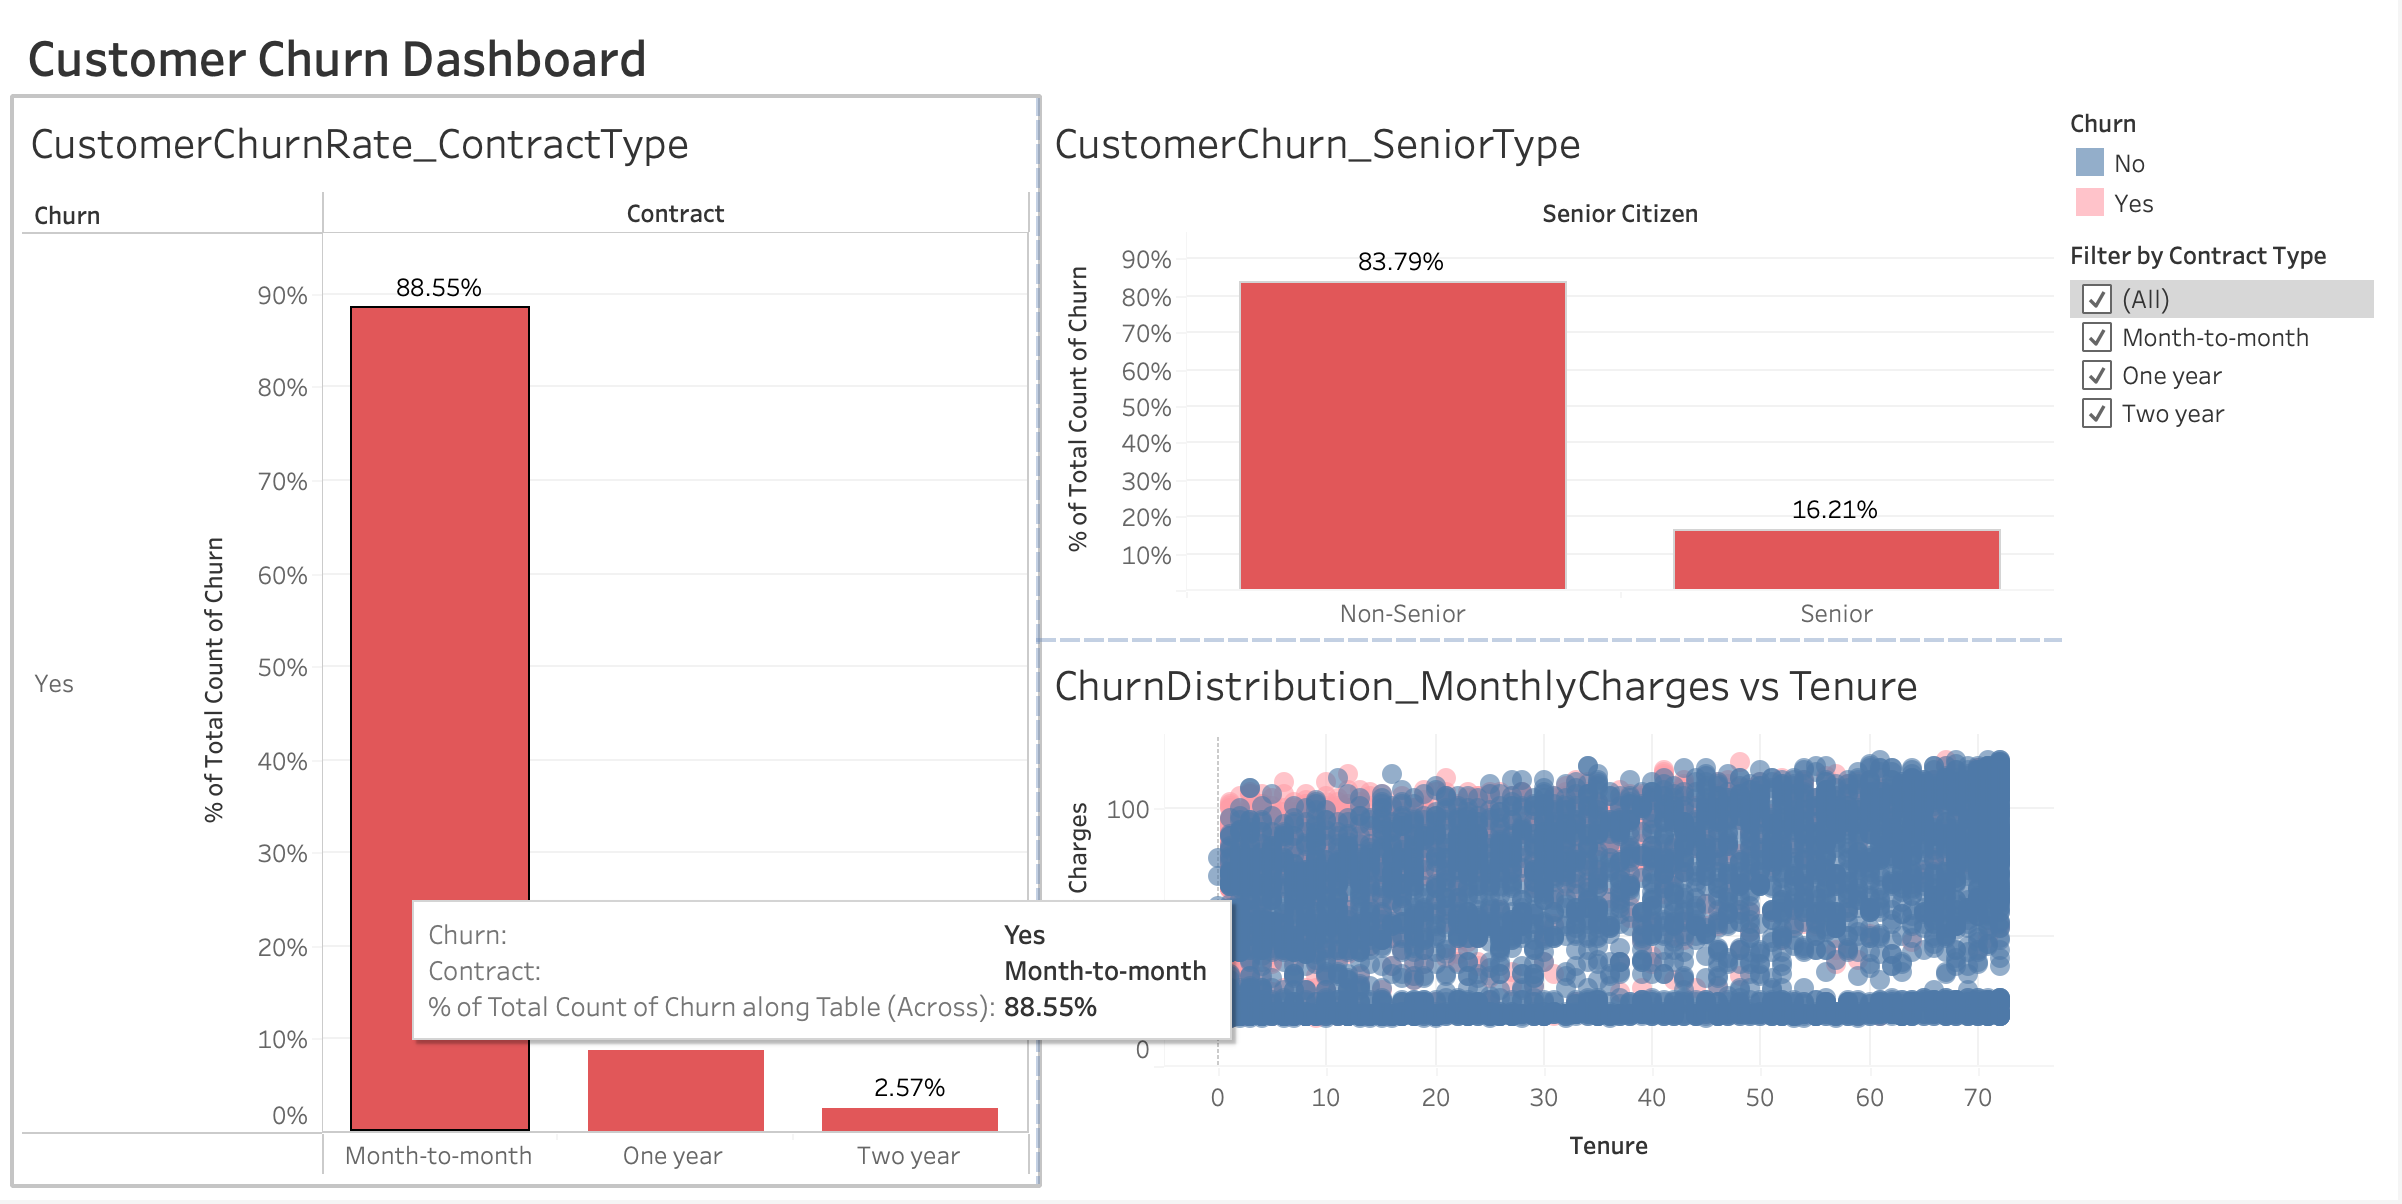 Customer Churn Dashboard
CustomerChurnRate_ContractType
Churn
Contract
% of Total Count of Churn
90%
80%
70%
60%
50%
40%
30%
20%
10%
0%
Yes
88.55%
2.57%
Month-to-month
One year
Two year
Churn: Yes
Contract: Month-to-month
% of Total Count of Churn along Table (Across): 88.55%
CustomerChurn_SeniorType
Senior Citizen
% of Total Count of Churn
90%
80%
70%
60%
50%
40%
30%
20%
10%
83.79%
16.21%
Non-Senior
Senior
ChurnDistribution_MonthlyCharges vs Tenure
Charges
100
0
0
10
20
30
40
50
60
70
Tenure
Churn
No
Yes
Filter by Contract Type
(All)
Month-to-month
One year
Two year